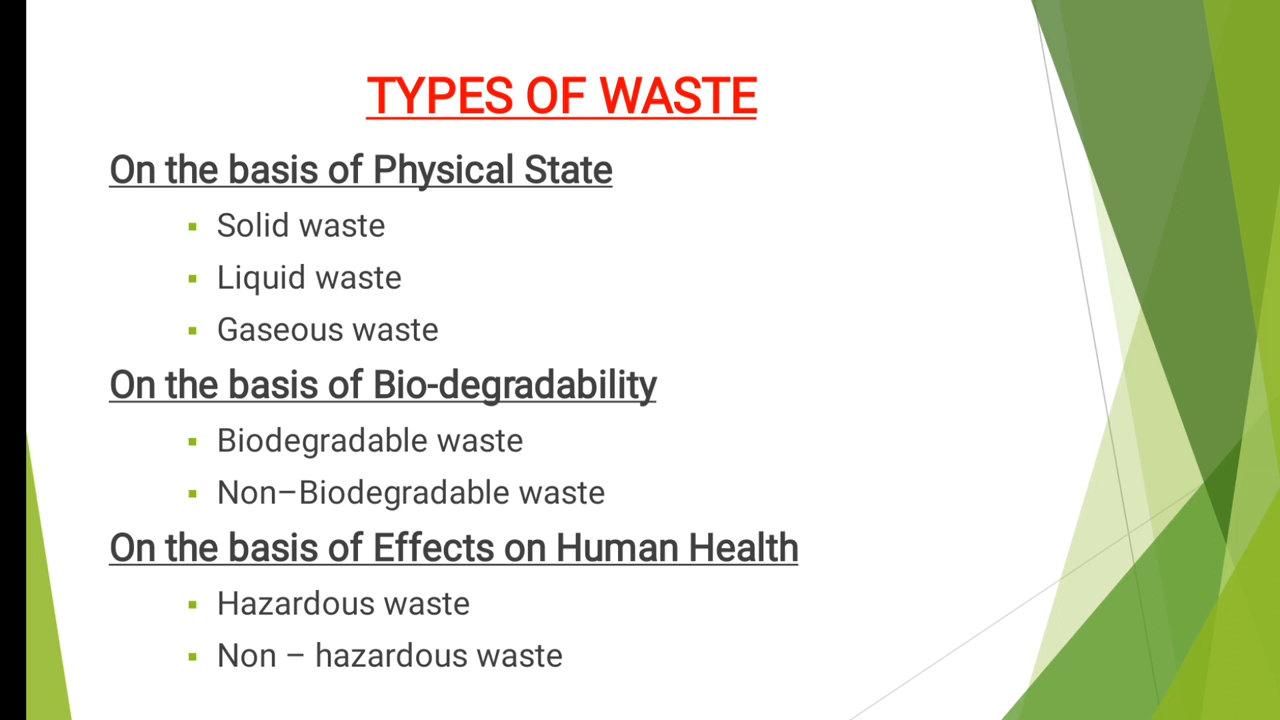 TYPES OF WASTE
On the basis of Physical State
▪ Solid waste
▪ Liquid waste
▪ Gaseous waste
On the basis of Bio-degradability
▪ Biodegradable waste
▪ Non–Biodegradable waste
On the basis of Effects on Human Health
▪ Hazardous waste
▪ Non – hazardous waste